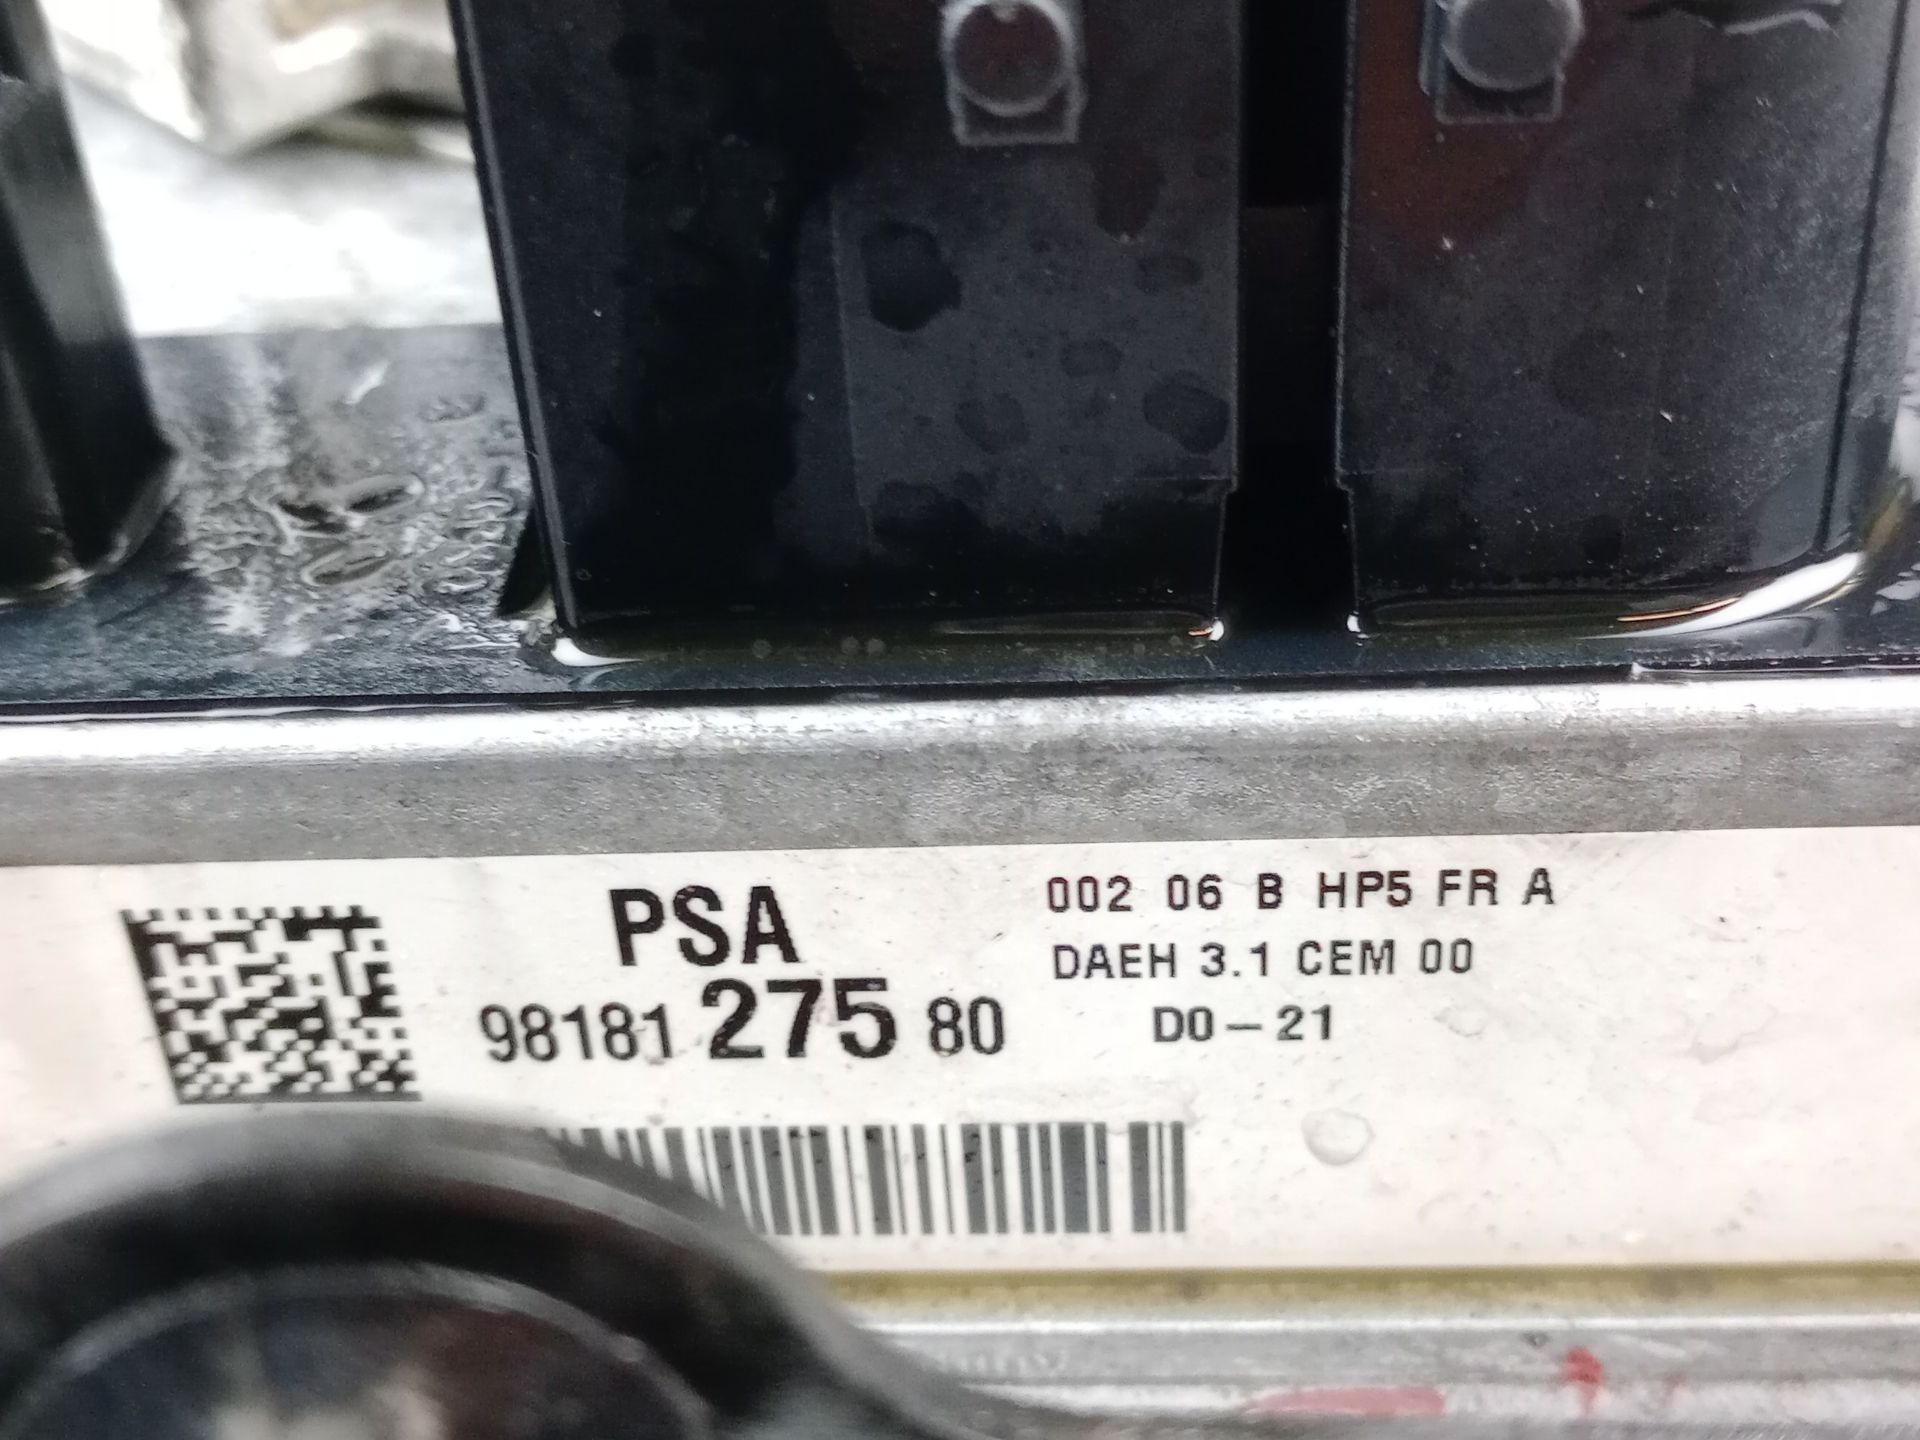 PSA
98181 275 80
002 06 B HP5 FR A
DAEH 3.1 CEM 00
D0-21